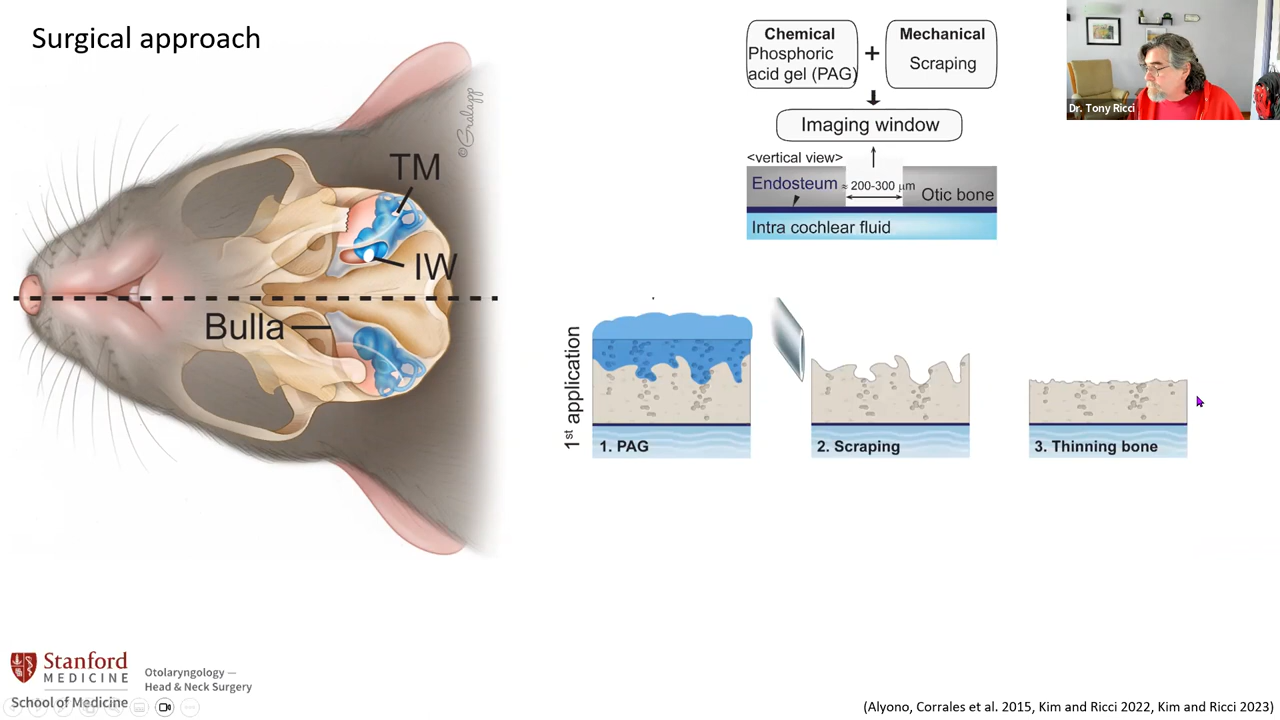 Surgical approach
©Gralapp
TM
IW
Bulla
Chemical
Phosphoric
acid gel (PAG)
+
Mechanical
Scraping
Imaging window
<vertical view>
Endosteum
≈ 200-300 μm
Otic bone
Intra cochlear fluid
1st application
1. PAG
2. Scraping
3. Thinning bone
Dr. Tony Ricci
Stanford
MEDICINE
School of Medicine
Otolaryngology —
Head & Neck Surgery
(Alyono, Corrales et al. 2015, Kim and Ricci 2022, Kim and Ricci 2023)